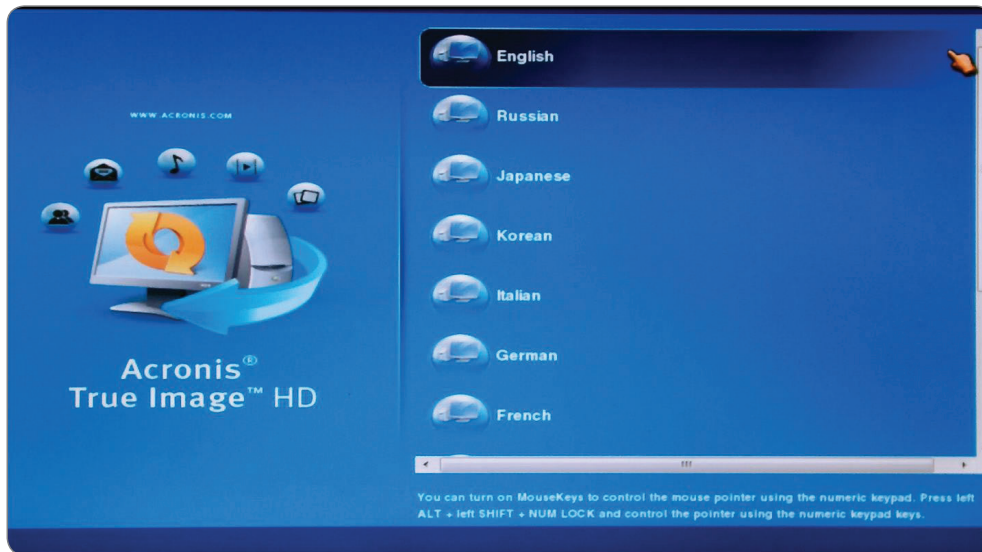 WWW.ACRONIS.COM
Acronis®
True Image™ HD
English
Russian
Japanese
Korean
Italian
German
French
You can turn on MouseKeys to control the mouse pointer using the numeric keypad. Press left
ALT + left SHIFT + NUM LOCK and control the pointer using the numeric keypad keys.